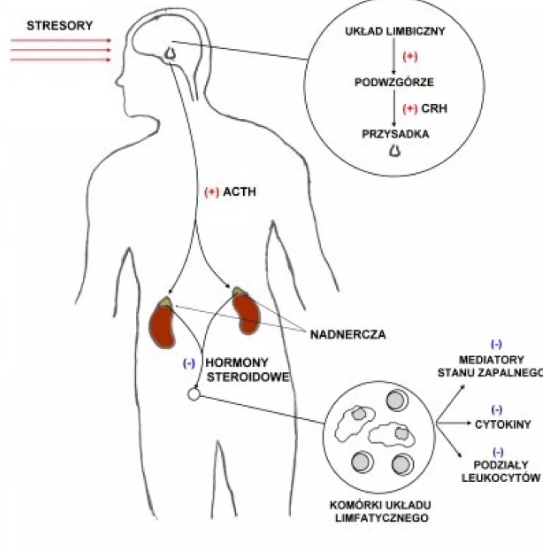 STRESORY
UKŁAD LIMBICZNY
(+)
PODWZGÓRZE
(+) CRH
PRZYSADKA
(+) ACTH
NADNERCZA
(-) HORMONY
STEROIDOWE
(-)
MEDIATORY
STANU ZAPALNEGO
(-)
CYTOKINY
(-)
PODZIAŁY
LEUKOCYTÓW
KOMÓRKI UKŁADU
LIMFATYCZNEGO